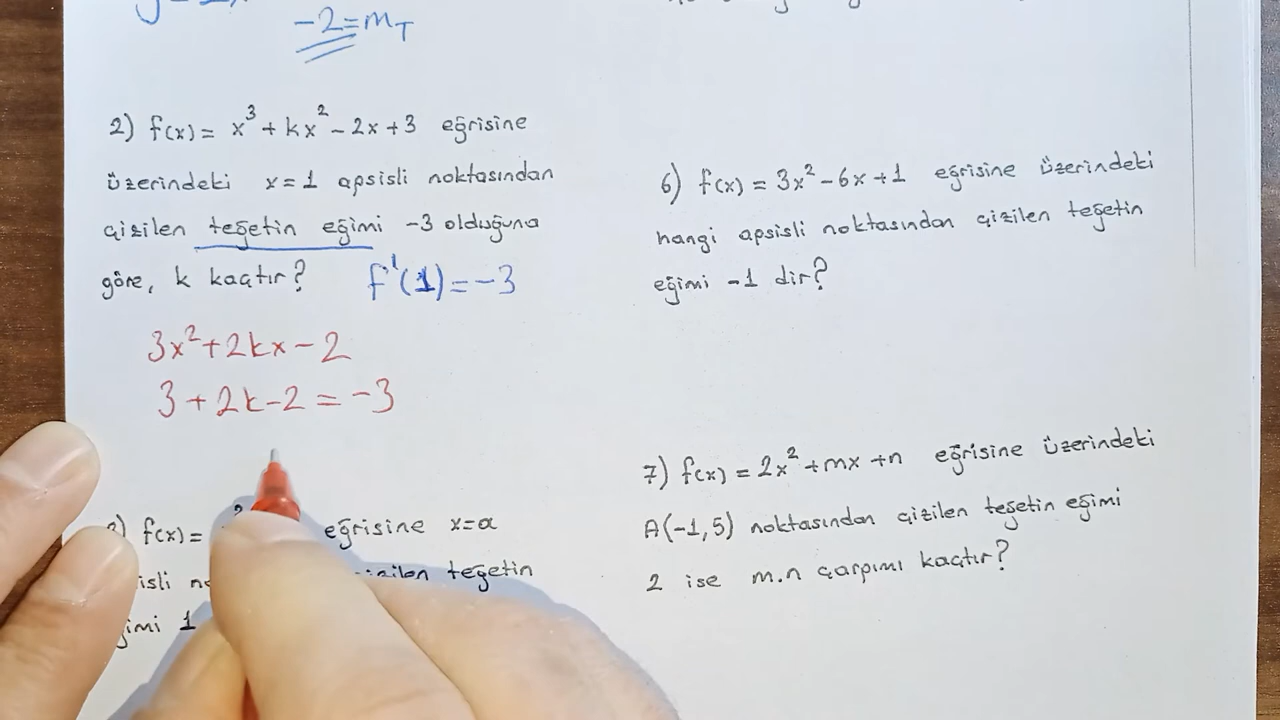 -2=m_T
2) f(x)= x³+kx²-2x+3 eğrisine
üzerindeki x=1 apsisli noktasından
çizilen teğetin eğimi -3 olduğuna
göre, k kaçtır? f'(1)=-3
3x²+2kx-2
3+2k-2=-3
f(x)= eğrisine x=a
teğetin
1
6) f(x)=3x²-6x+1 eğrisine üzerindeki
hangi apsisli noktasından çizilen teğetin
eğimi -1 dir?
7) f(x)=2x²+mx+n eğrisine üzerindeki
A(-1,5) noktasından çizilen teğetin eğimi
2 ise m.n çarpımı kaçtır?